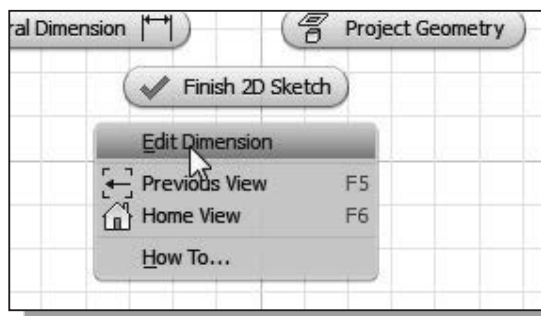 ral Dimension
Project Geometry
Finish 2D Sketch
Edit Dimension
Previous View F5
Home View F6
How To...